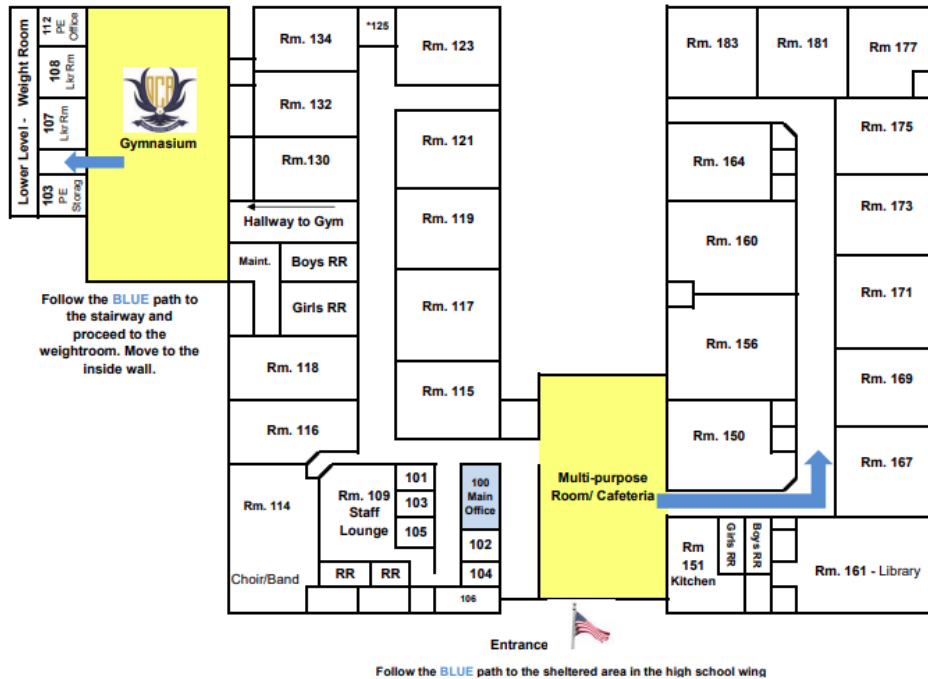 112
PE
Office
Rm. 134
*125
Rm. 123
Rm. 183
Rm. 181
Rm 177
Lower Level - Weight Room
108
Lkr Rm
OCA
Gymnasium
Rm. 132
107
Lkr Rm
Rm. 121
Rm. 175
Rm.130
Rm. 164
103
PE
Storag
Hallway to Gym
Rm. 119
Rm. 173
Rm. 160
Maint.
Boys RR
Girls RR
Rm. 117
Rm. 171
Follow the BLUE path to
the stairway and
proceed to the
weightroom. Move to the
inside wall.
Rm. 156
Rm. 118
Rm. 115
Rm. 169
Rm. 116
Rm. 150
Rm. 167
Multi-purpose
Room/ Cafeteria
Rm. 114
Choir/Band
Rm. 109
Staff
Lounge
101
103
105
100
Main
Office
102
104
106
RR
RR
Rm
151
Kitchen
Girls RR
Boys RR
Rm. 161 - Library
Entrance
Follow the BLUE path to the sheltered area in the high school wing